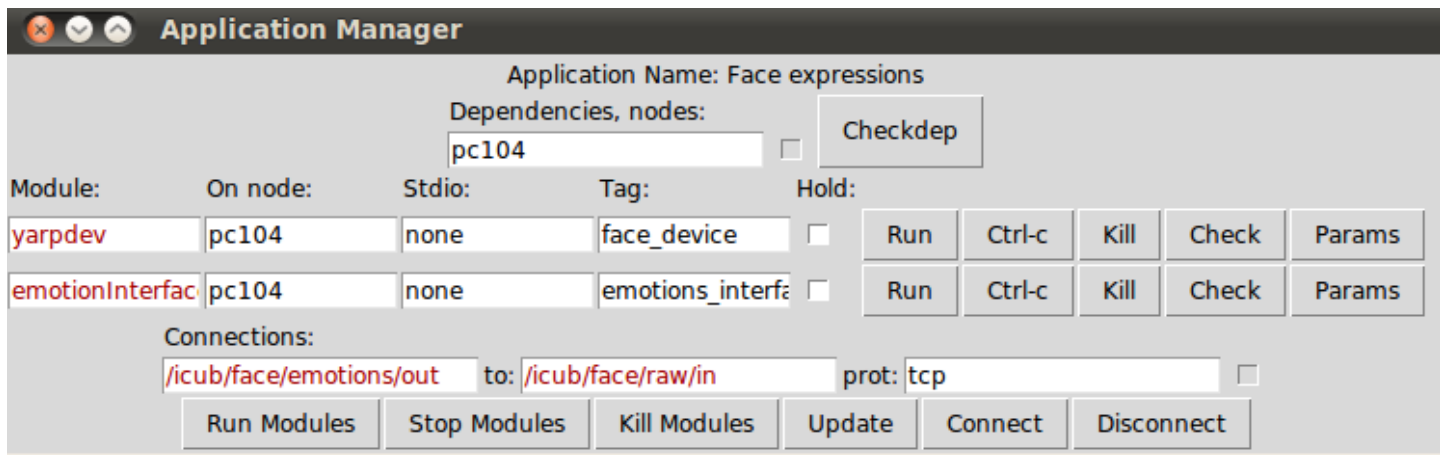 Application Manager
Application Name: Face expressions
Dependencies, nodes:
pc104 Checkdep
Module: On node: Stdio: Tag: Hold:
yarpdev pc104 none face_device Run Ctrl-c Kill Check Params
emotionInterfac pc104 none emotions_interfa Run Ctrl-c Kill Check Params
Connections:
/icub/face/emotions/out to: /icub/face/raw/in prot: tcp
Run Modules Stop Modules Kill Modules Update Connect Disconnect